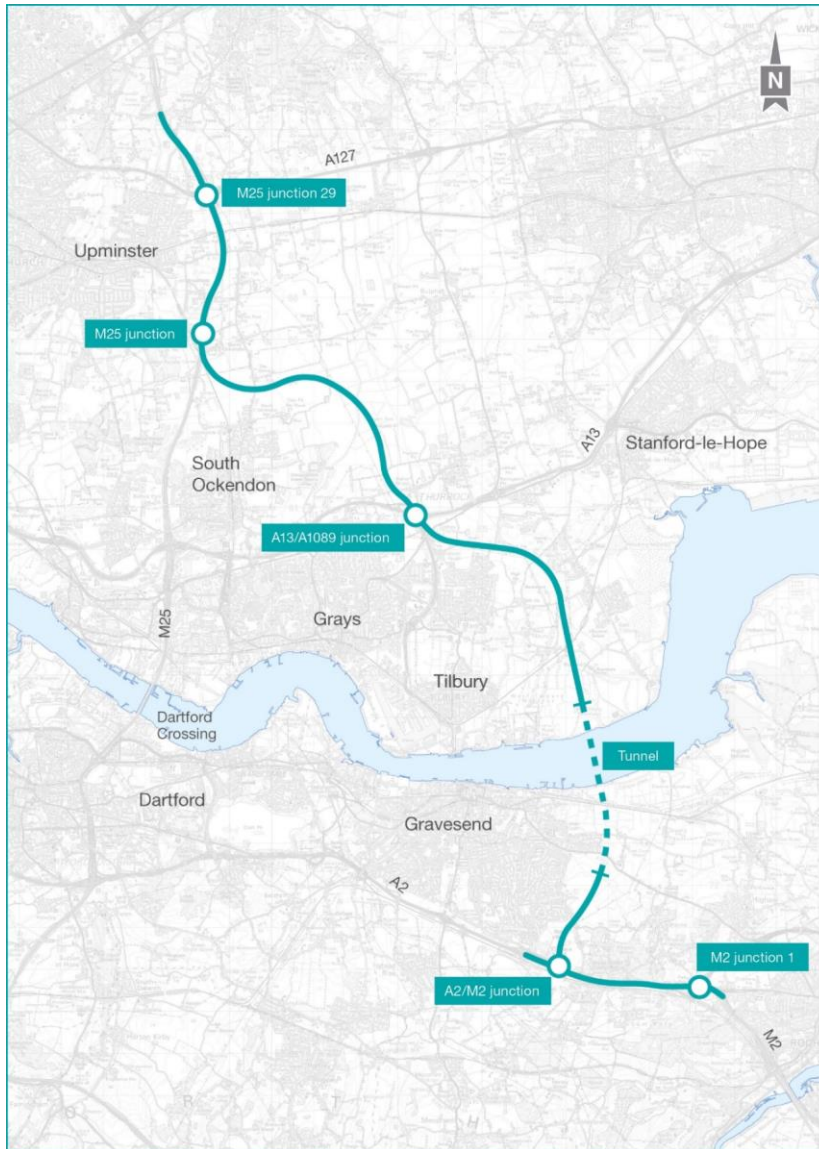 N
A127
M25 junction 29
Upminster
M25 junction
A13
Stanford-le-Hope
South
Ockendon
THURROCK
A13/A1089 junction
M25
Grays
Tilbury
Dartford
Crossing
Tunnel
Dartford
Gravesend
A2
M2 junction 1
A2/M2 junction
M2